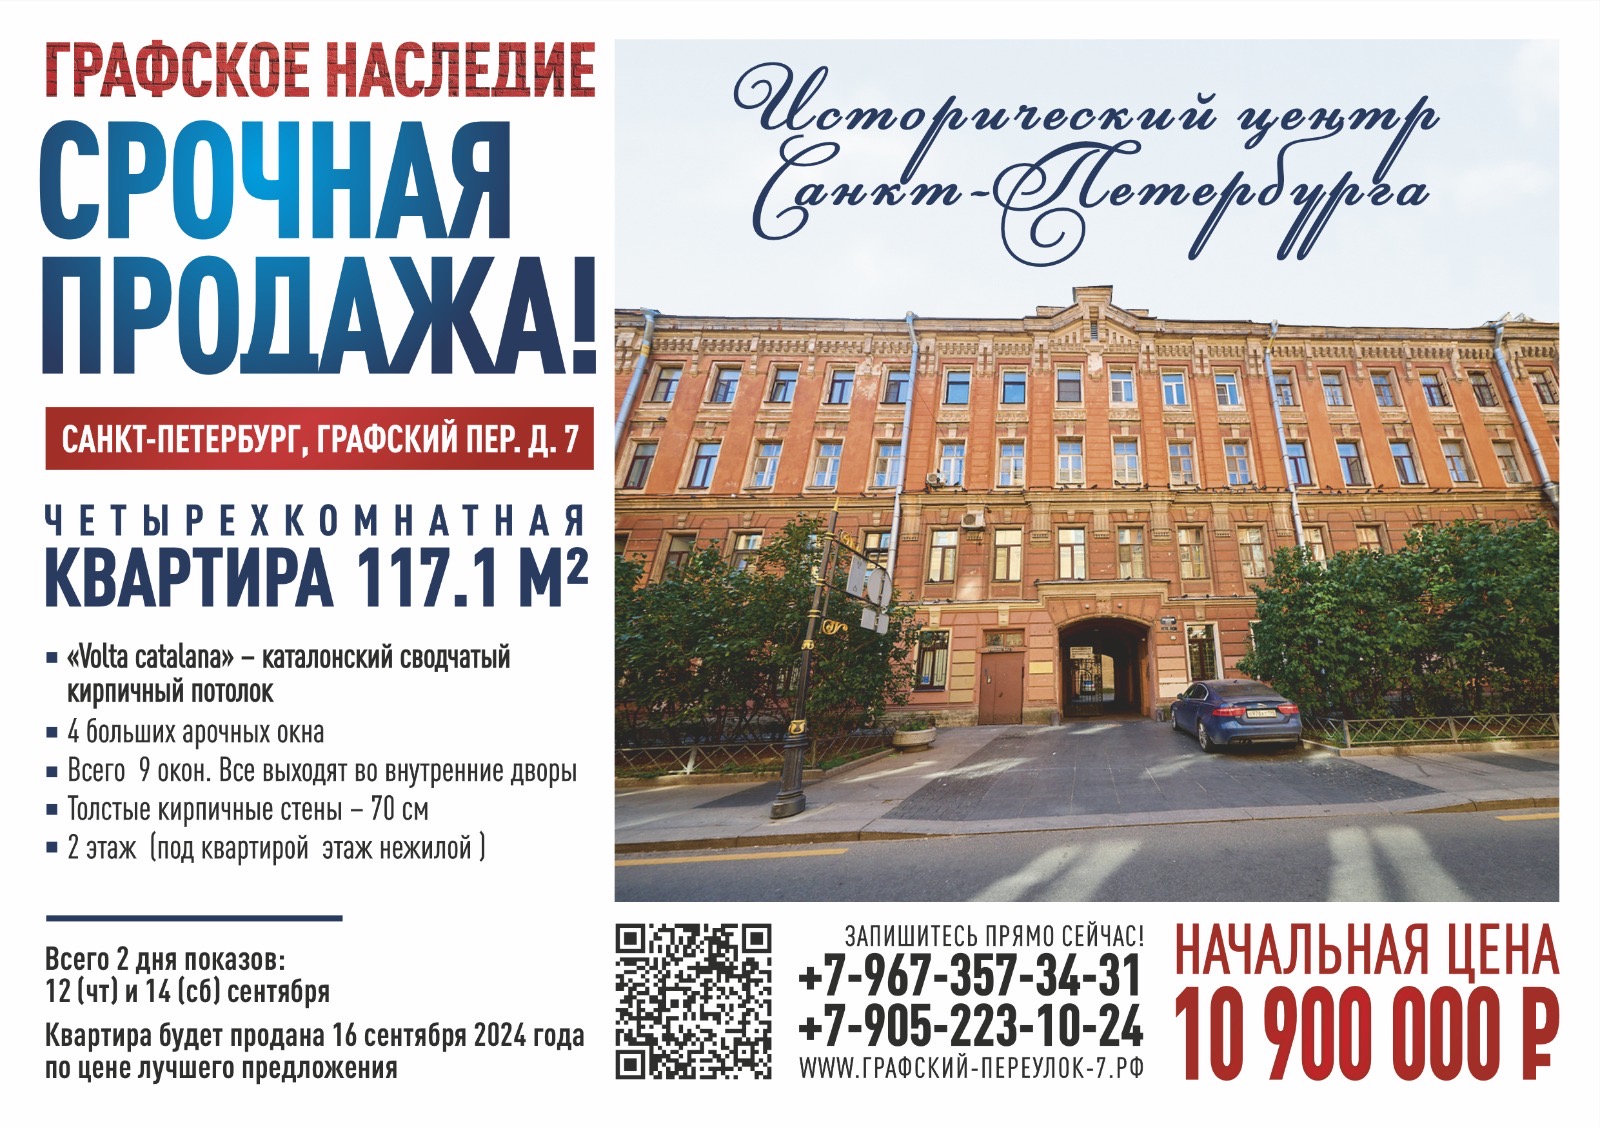 ГРАФСКОЕ НАСЛЕДИЕ
СРОЧНАЯ
ПРОДАЖА!
САНКТ-ПЕТЕРБУРГ, ГРАФСКИЙ ПЕР. Д. 7
ЧЕТЫРЕХКОМНАТНАЯ
КВАРТИРА 117.1 М²
«Volta catalana» – каталонский сводчатый
кирпичный потолок
4 больших арочных окна
Всего 9 окон. Все выходят во внутренние дворы
Толстые кирпичные стены – 70 см
2 этаж (под квартирой этаж нежилой )
Всего 2 дня показов:
12 (чт) и 14 (сб) сентября
Квартира будет продана 16 сентября 2024 года
по цене лучшего предложения
Исторический центр
Санкт-Петербурга
ЗАПИШИТЕСЬ ПРЯМО СЕЙЧАС!
+7-967-357-34-31
+7-905-223-10-24
WWW.ГРАФСКИЙ-ПЕРЕУЛОК-7.РФ
НАЧАЛЬНАЯ ЦЕНА
10 900 000 ₽